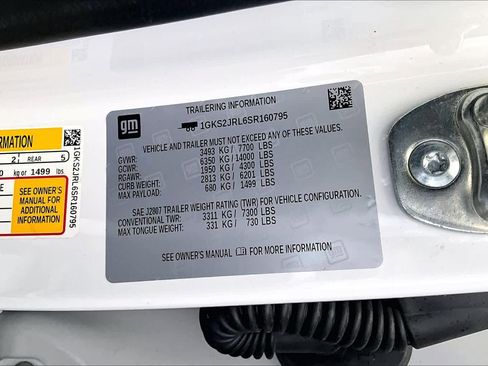 TRAILERING INFORMATION
gm
1GKS2JRL6SR160795
VEHICLE AND TRAILER MUST NOT EXCEED ANY OF THESE VALUES.
GVWR: 3493 KG/ 7700 LBS
GCWR: 6350 KG/ 14000 LBS
GAWR: 1950 KG/ 4300 LBS
RGAWR: 2813 KG/ 6201 LBS
CURB WEIGHT: 680 KG/ 1499 LBS
MAX PAYLOAD:
SAE J2807 TRAILER WEIGHT RATING (TWR) FOR VEHICLE CONFIGURATION.
CONVENTIONAL TWR: 3311 KG/ 7300 LBS
MAX TONGUE WEIGHT: 331 KG/ 730 LBS
SEE OWNER'S MANUAL FOR MORE INFORMATION
ATION
2 REAR 5
kg or 1499 lbs.
SEE OWNER'S
MANUAL FOR
ADDITIONAL
INFORMATION
1GKS2JRL6SR160795